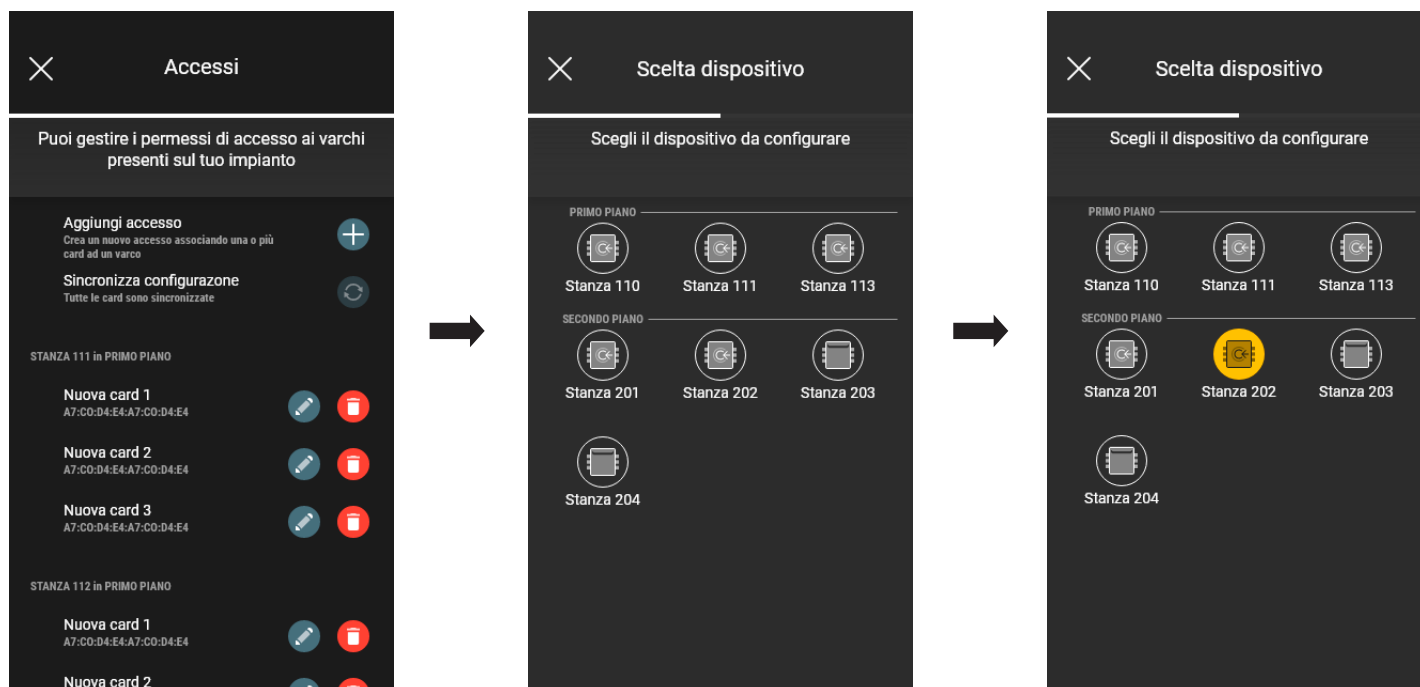 Accessi
Puoi gestire i permessi di accesso ai varchi
presenti sul tuo impianto
Aggiungi accesso
Crea un nuovo accesso associando una o più
card ad un varco
Sincronizza configurazone
Tutte le card sono sincronizzate
STANZA 111 in PRIMO PIANO
Nuova card 1
A7:C0:D4:E4:A7:C0:D4:E4
Nuova card 2
A7:C0:D4:E4:A7:C0:D4:E4
Nuova card 3
A7:C0:D4:E4:A7:C0:D4:E4
STANZA 112 in PRIMO PIANO
Nuova card 1
A7:C0:D4:E4:A7:C0:D4:E4
Nuova card 2
Scelta dispositivo
Scegli il dispositivo da configurare
PRIMO PIANO
Stanza 110 Stanza 111 Stanza 113
SECONDO PIANO
Stanza 201 Stanza 202 Stanza 203
Stanza 204
Scelta dispositivo
Scegli il dispositivo da configurare
PRIMO PIANO
Stanza 110 Stanza 111 Stanza 113
SECONDO PIANO
Stanza 201 Stanza 202 Stanza 203
Stanza 204